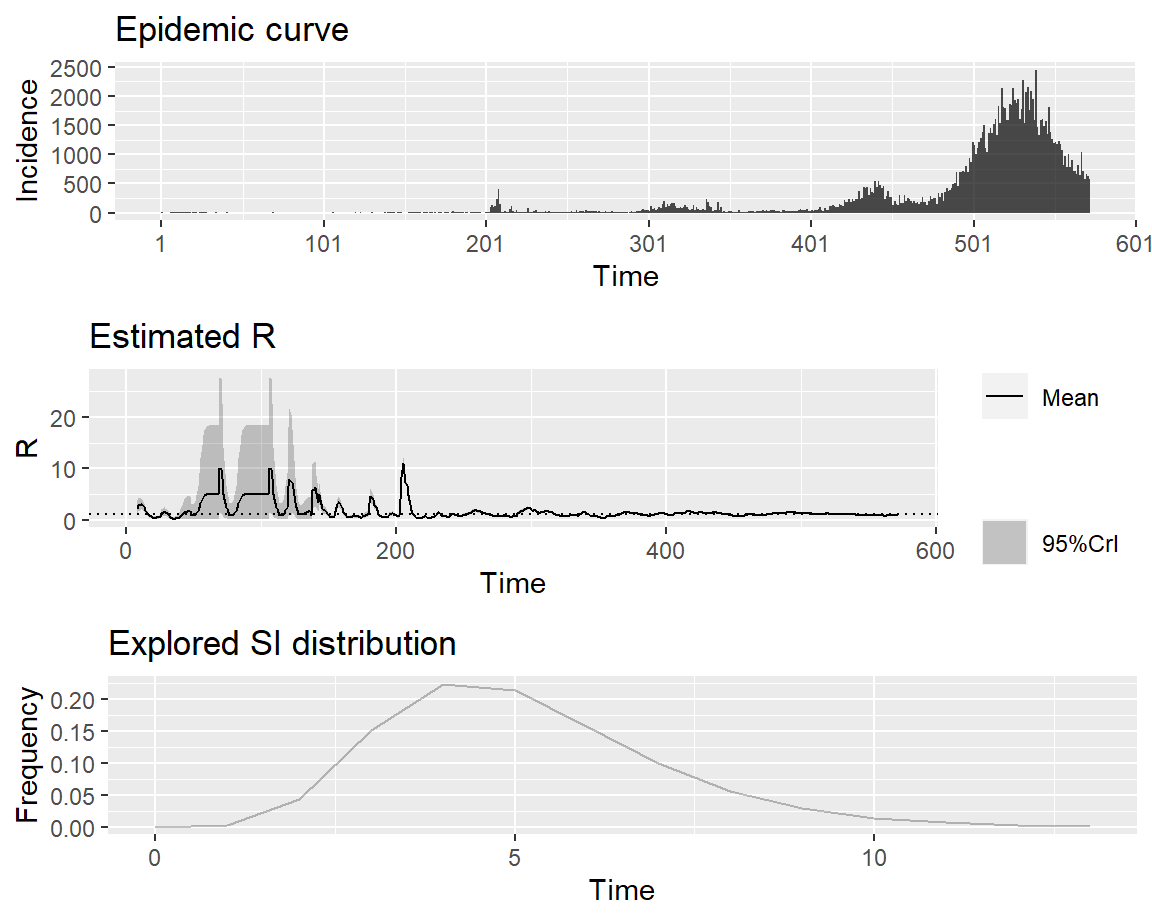 Epidemic curve
Incidence
2500
2000
1500
1000
500
0
1 101 201 301 401 501 601
Time
Estimated R
R
20
10
0
0 200 400 600
Time
Mean
95%CrI
Explored SI distribution
Frequency
0.20
0.15
0.10
0.05
0.00
0 5 10
Time